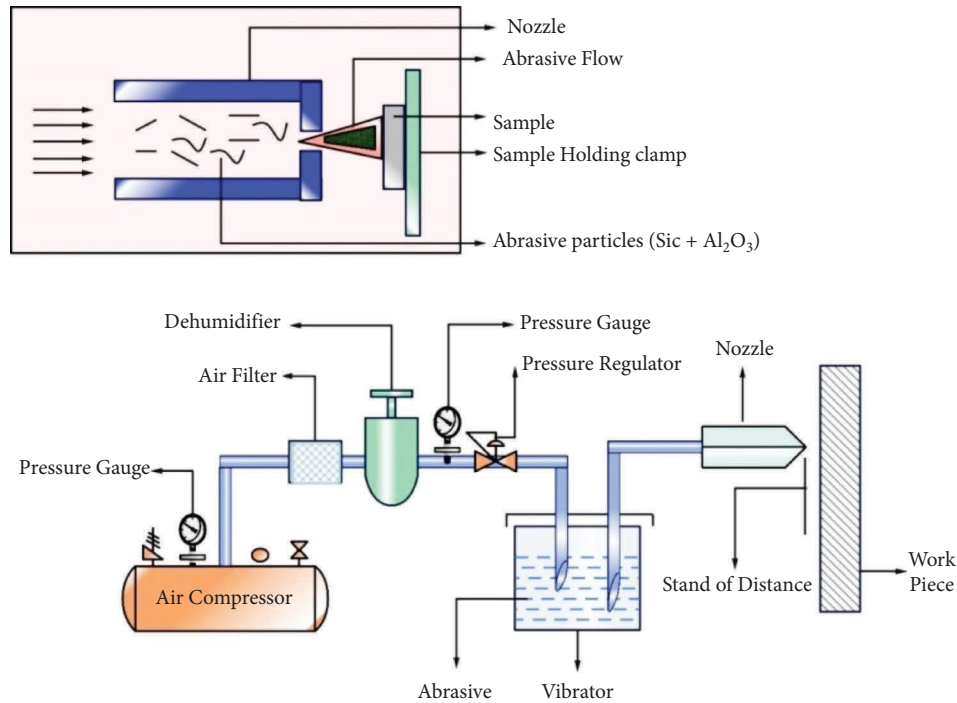 Nozzle
Abrasive Flow
Sample
Sample Holding clamp
Abrasive particles (Sic + Al₂O₃)
Dehumidifier
Pressure Gauge
Nozzle
Pressure Regulator
Air Filter
Pressure Gauge
Air Compressor
Stand of Distance
Work
Piece
Abrasive
Vibrator